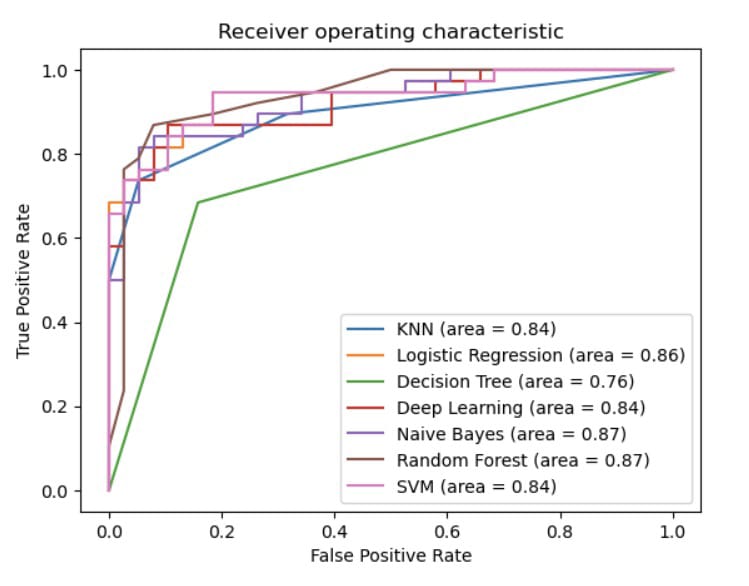 Receiver operating characteristic
True Positive Rate
1.0
0.8
0.6
0.4
0.2
0.0
KNN (area = 0.84)
Logistic Regression (area = 0.86)
Decision Tree (area = 0.76)
Deep Learning (area = 0.84)
Naive Bayes (area = 0.87)
Random Forest (area = 0.87)
SVM (area = 0.84)
0.0 0.2 0.4 0.6 0.8 1.0
False Positive Rate